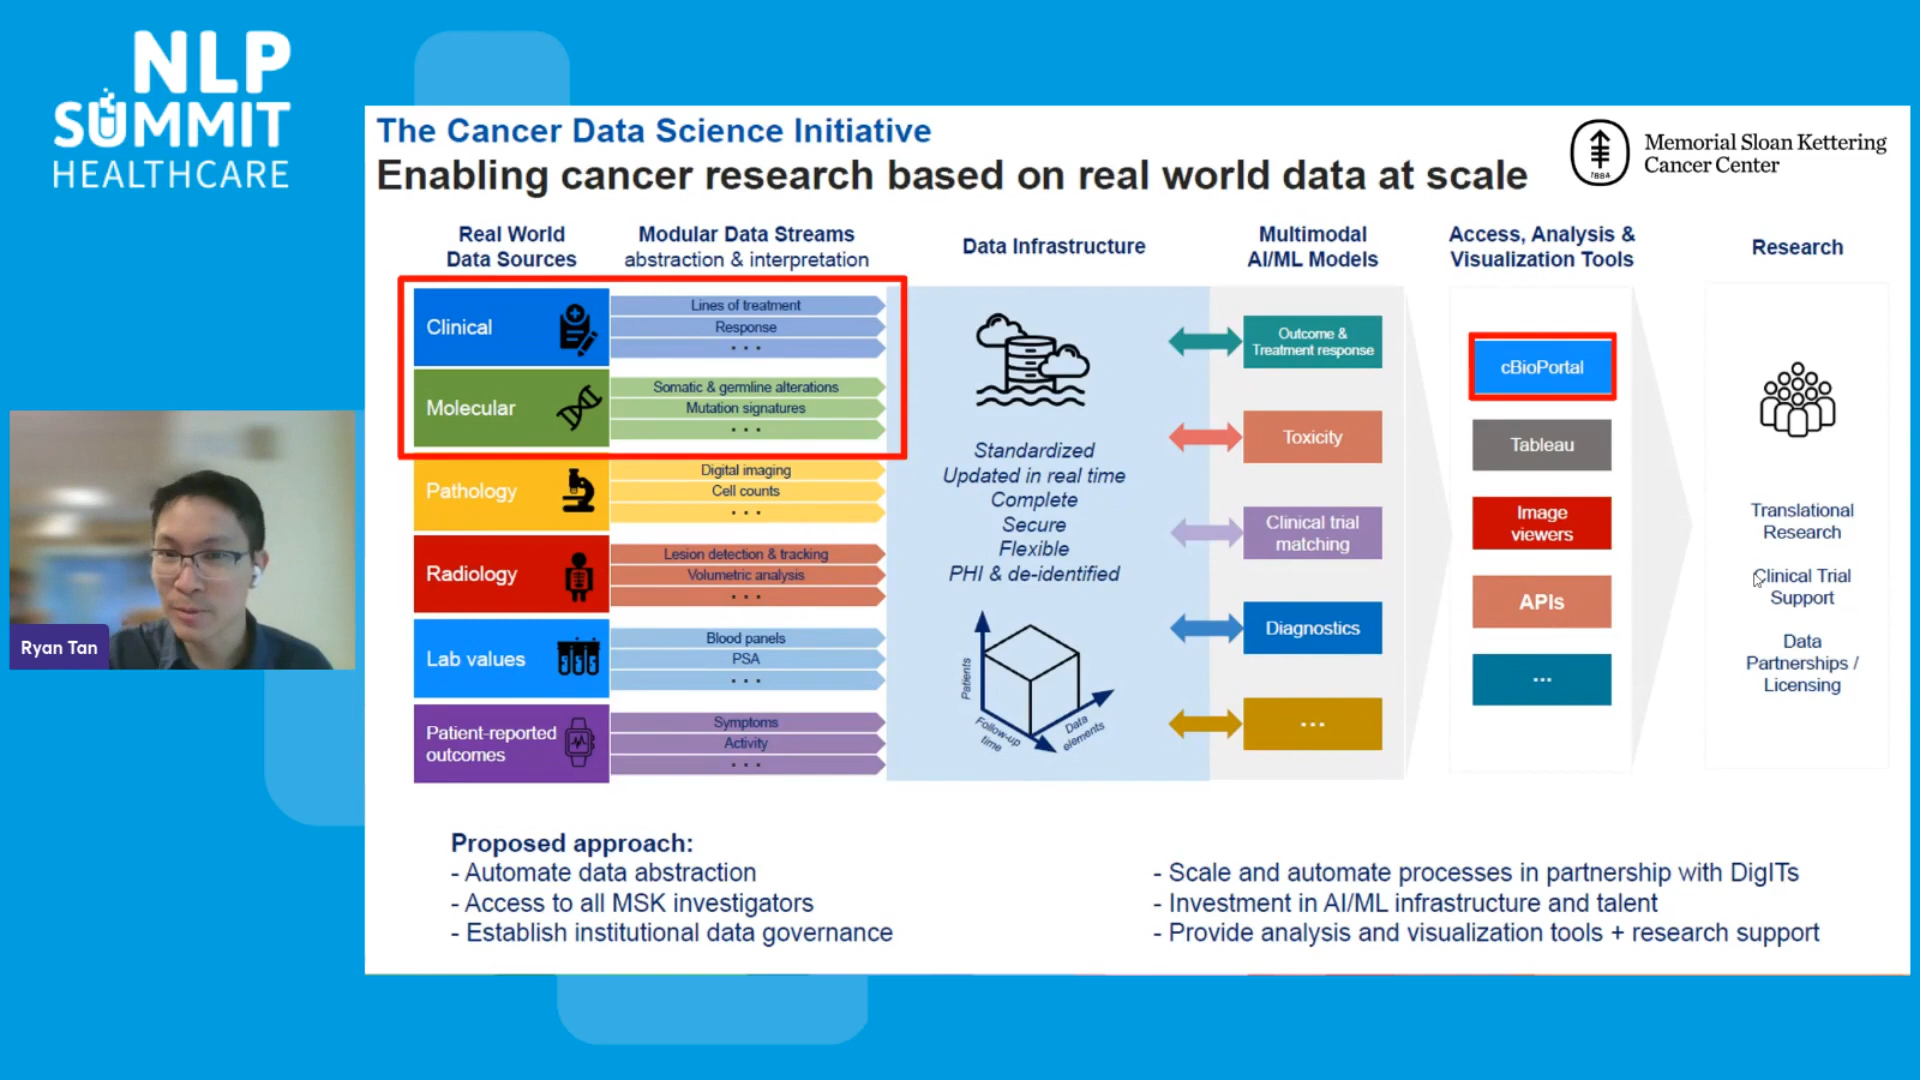 NLP
SUMMIT
HEALTHCARE
The Cancer Data Science Initiative
Enabling cancer research based on real world data at scale
1884
Memorial Sloan Kettering
Cancer Center
Real World
Data Sources
Modular Data Streams
abstraction & interpretation
Data Infrastructure
Multimodal
AI/ML Models
Access, Analysis &
Visualization Tools
Research
Clinical
Lines of treatment
Response
. . .
Molecular
Somatic & germline alterations
Mutation signatures
. . .
Pathology
Digital imaging
Cell counts
. . .
Radiology
Lesion detection & tracking
Volumetric analysis
. . .
Lab values
Blood panels
PSA
. . .
Patient-reported
outcomes
Symptoms
Activity
. . .
Standardized
Updated in real time
Complete
Secure
Flexible
PHI & de-identified
Patients
Follow-up
time
Data
elements
Outcome &
Treatment response
Toxicity
Clinical trial
matching
Diagnostics
...
cBioPortal
Tableau
Image
viewers
APIs
...
Translational
Research
Clinical Trial
Support
Data
Partnerships /
Licensing
Ryan Tan
Proposed approach:
- Automate data abstraction
- Access to all MSK investigators
- Establish institutional data governance
- Scale and automate processes in partnership with DigITs
- Investment in AI/ML infrastructure and talent
- Provide analysis and visualization tools + research support